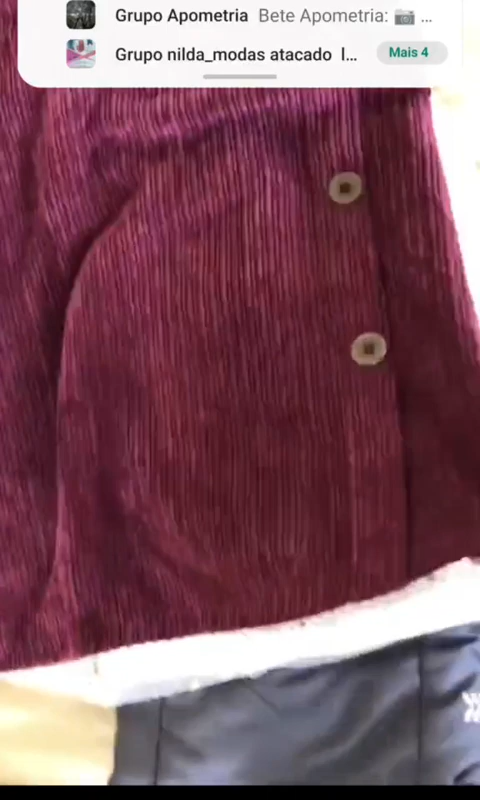 Grupo Apometria Bete Apometria: 📷 ...
Grupo nilda_modas atacado l...
Mais 4